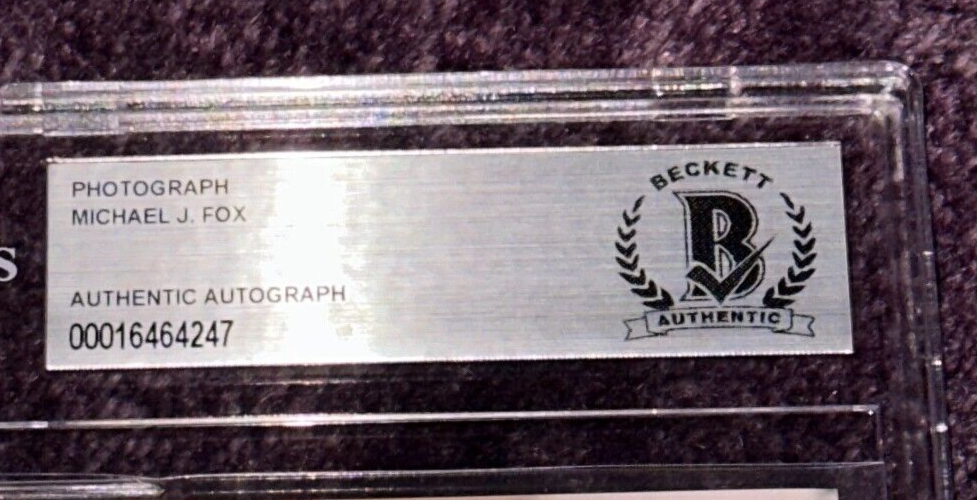 PHOTOGRAPH
MICHAEL J. FOX
AUTHENTIC AUTOGRAPH
00016464247
BECKETT
B
AUTHENTIC
s